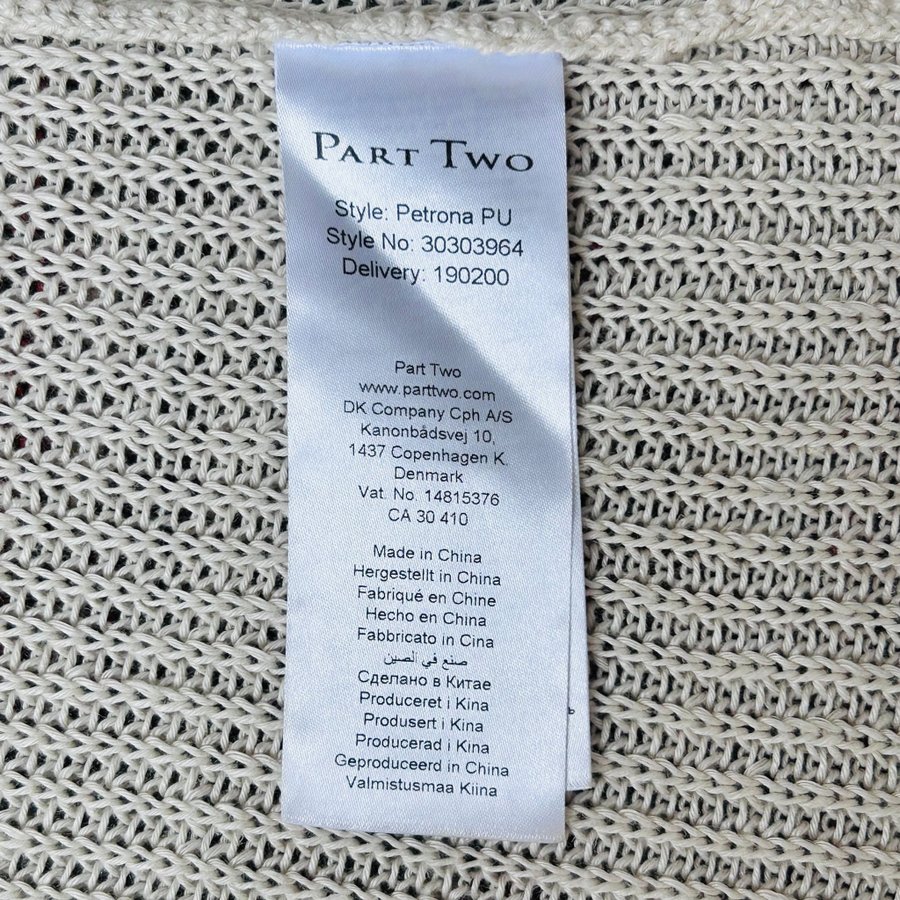 PART TWO
Style: Petrona PU
Style No: 30303964
Delivery: 190200
Part Two
www.parttwo.com
DK Company Cph A/S
Kanonbådsvej 10,
1437 Copenhagen K.
Denmark
Vat. No. 14815376
CA 30 410
Made in China
Hergestellt in China
Fabriqué en Chine
Hecho en China
Fabbricato in Cina
صنع في الصين
Сделано в Китае
Produceret i Kina
Produsert i Kina
Producerad i Kina
Geproduceerd in China
Valmistusmaa Kiina